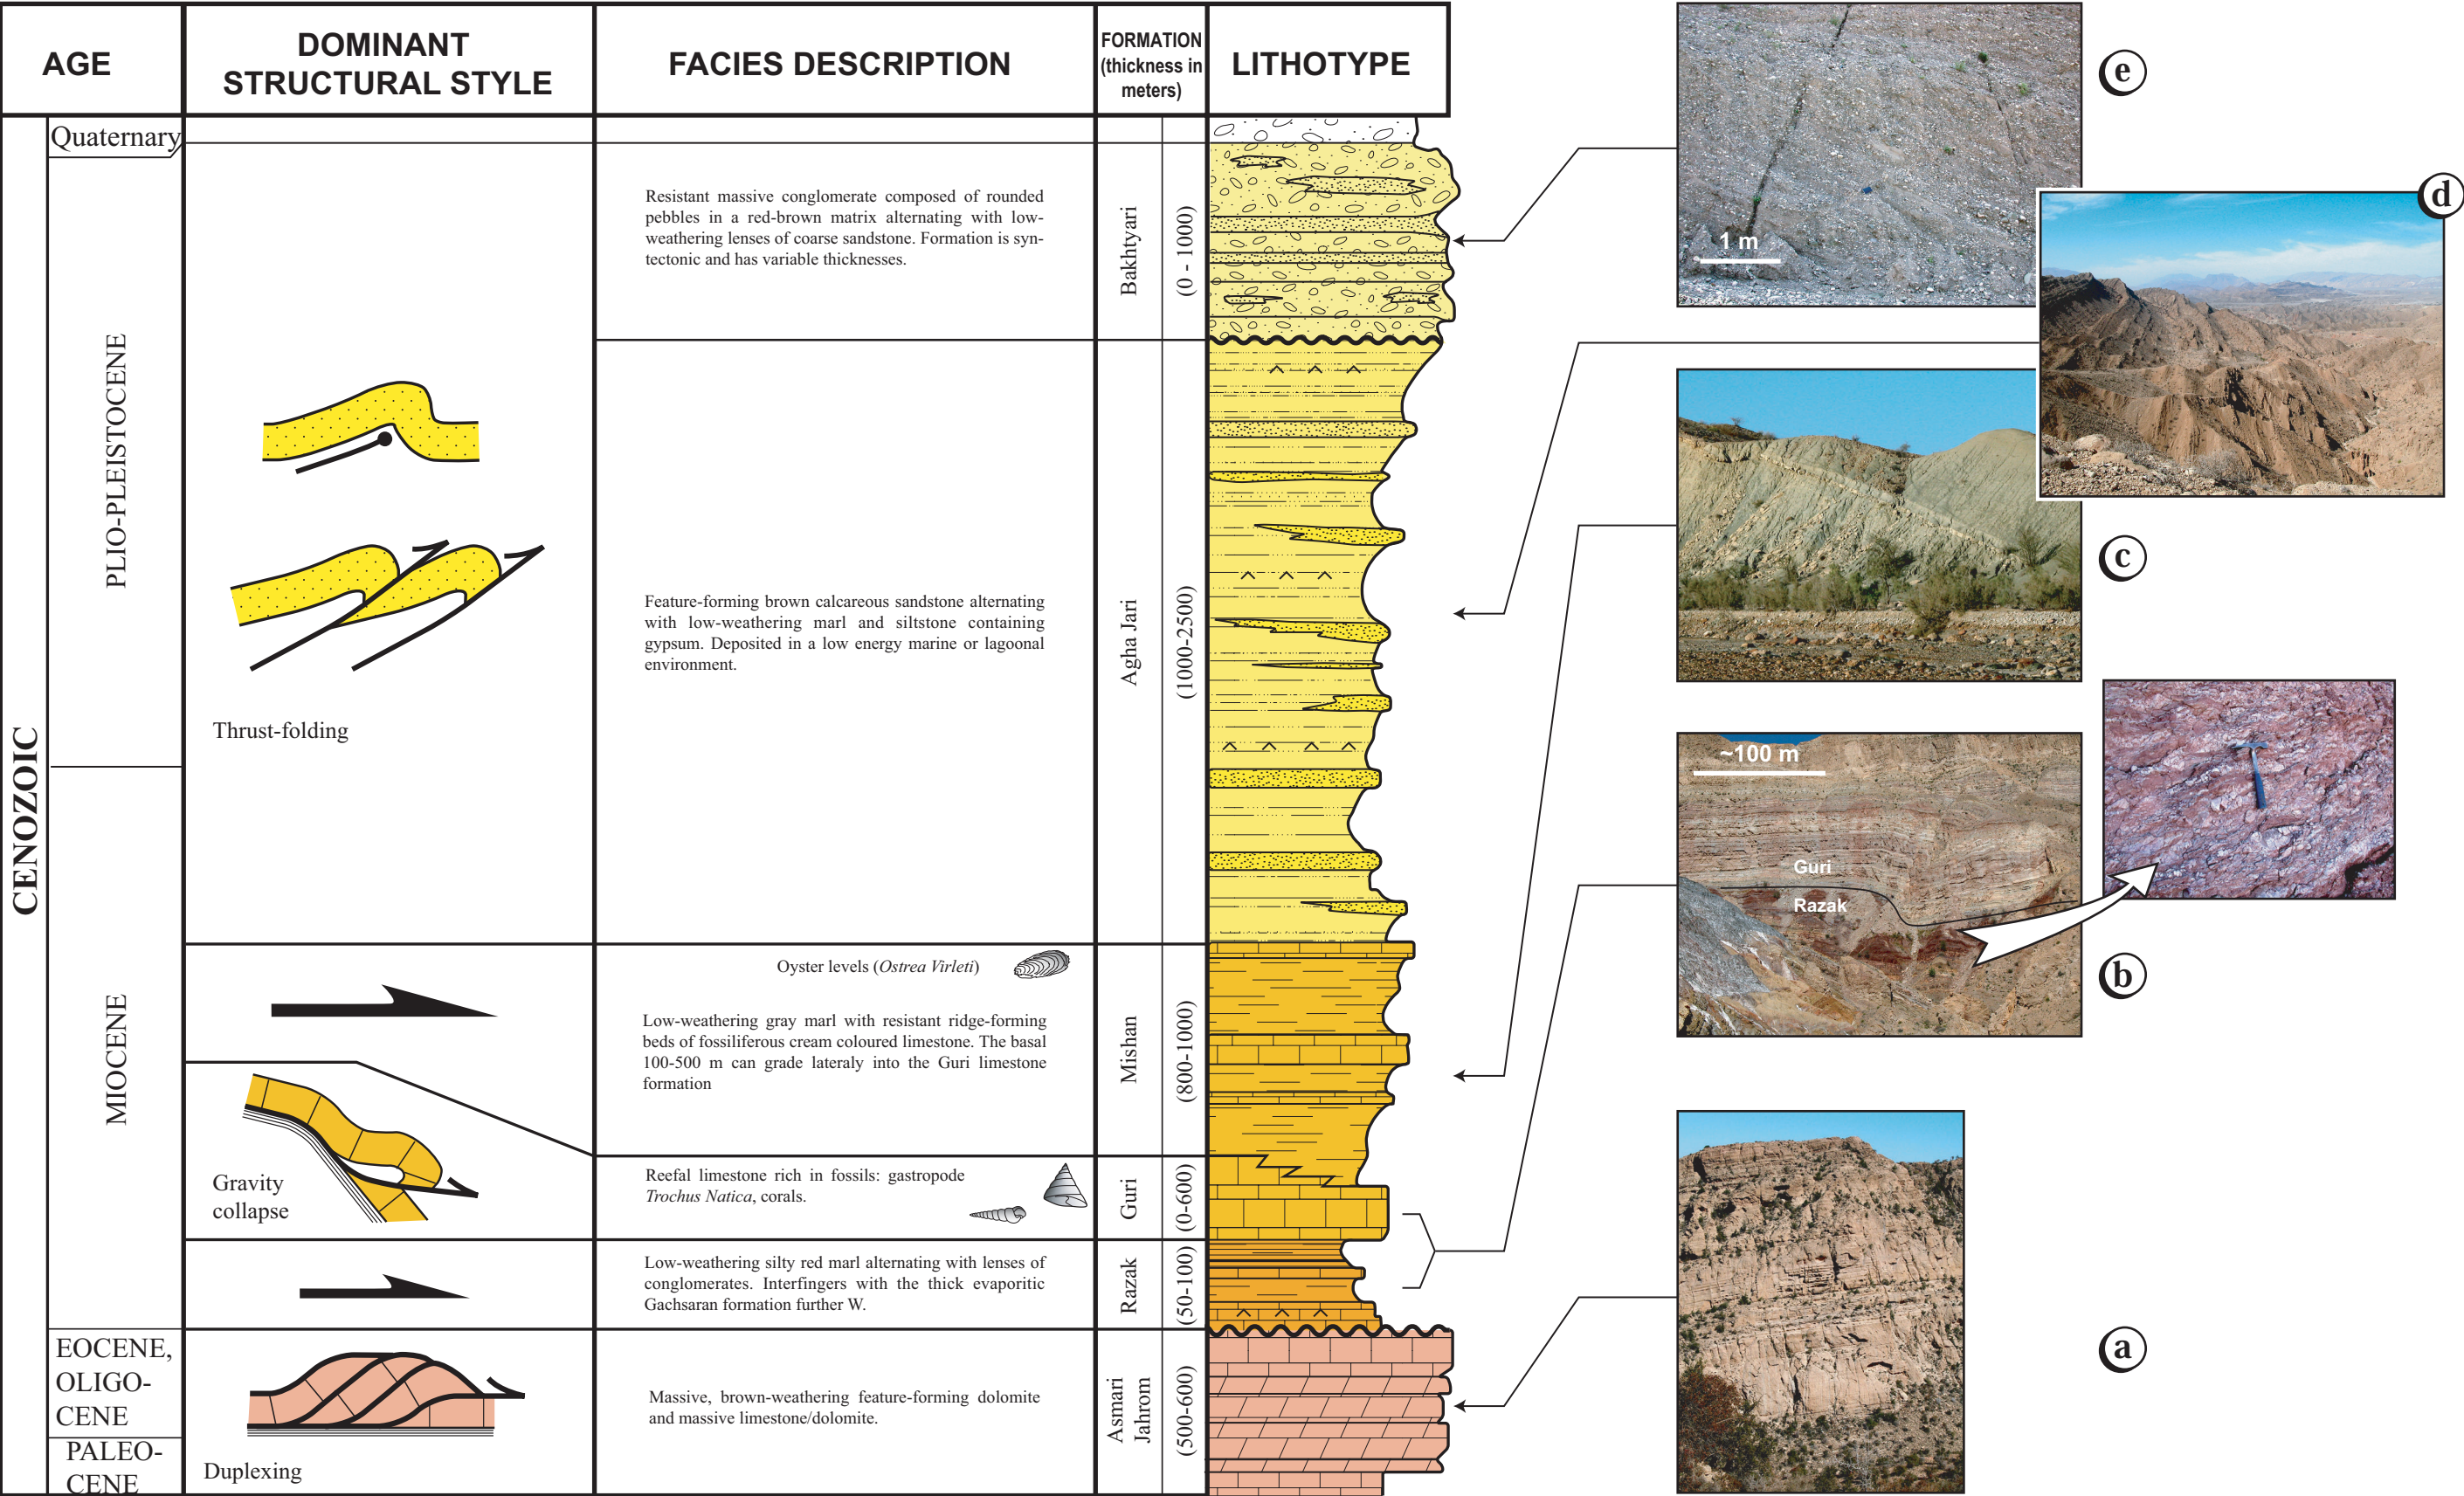 AGE
DOMINANT
STRUCTURAL STYLE
FACIES DESCRIPTION
FORMATION
(thickness in
meters)
LITHOTYPE
CENOZOIC
Quaternary
PLIO-PLEISTOCENE
MIOCENE
EOCENE,
OLIGO-
CENE
PALEO-
CENE
Thrust-folding
Gravity
collapse
Duplexing
Resistant massive conglomerate composed of rounded
pebbles in a red-brown matrix alternating with low-
weathering lenses of coarse sandstone. Formation is syn-
tectonic and has variable thicknesses.
Bakhtyari
(0 - 1000)
Feature-forming brown calcareous sandstone alternating
with low-weathering marl and siltstone containing
gypsum. Deposited in a low energy marine or lagoonal
environment.
Agha Jari
(1000-2500)
Oyster levels (Ostrea Virleti)
Low-weathering gray marl with resistant ridge-forming
beds of fossiliferous cream coloured limestone. The basal
100-500 m can grade lateraly into the Guri limestone
formation
Mishan
(800-1000)
Reefal limestone rich in fossils: gastropode
Trochus Natica, corals.
Guri
(0-600)
Low-weathering silty red marl alternating with lenses of
conglomerates. Interfingers with the thick evaporitic
Gachsaran formation further W.
Razak
(50-100)
Massive, brown-weathering feature-forming dolomite
and massive limestone/dolomite.
Asmari
Jahrom
(500-600)
1 m
e
d
c
~100 m
Guri
Razak
b
a